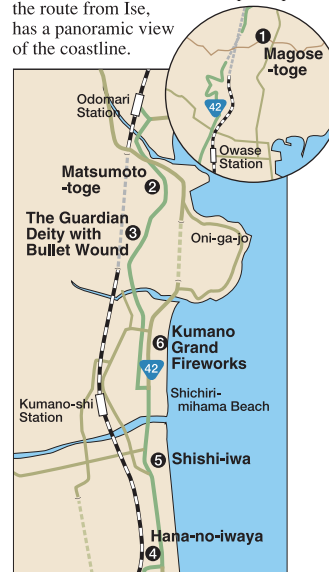 the route from Ise,
has a panoramic view
of the coastline.
1
Magose
-toge
42
Owase
Station
Odomari
Station
Matsumoto
-toge
2
The Guardian
Deity with
Bullet Wound
3
Oni-ga-jo
6
Kumano
Grand
Fireworks
42
Shichiri-
mihama Beach
Kumano-shi
Station
5
Shishi-iwa
Hana-no-iwaya
4